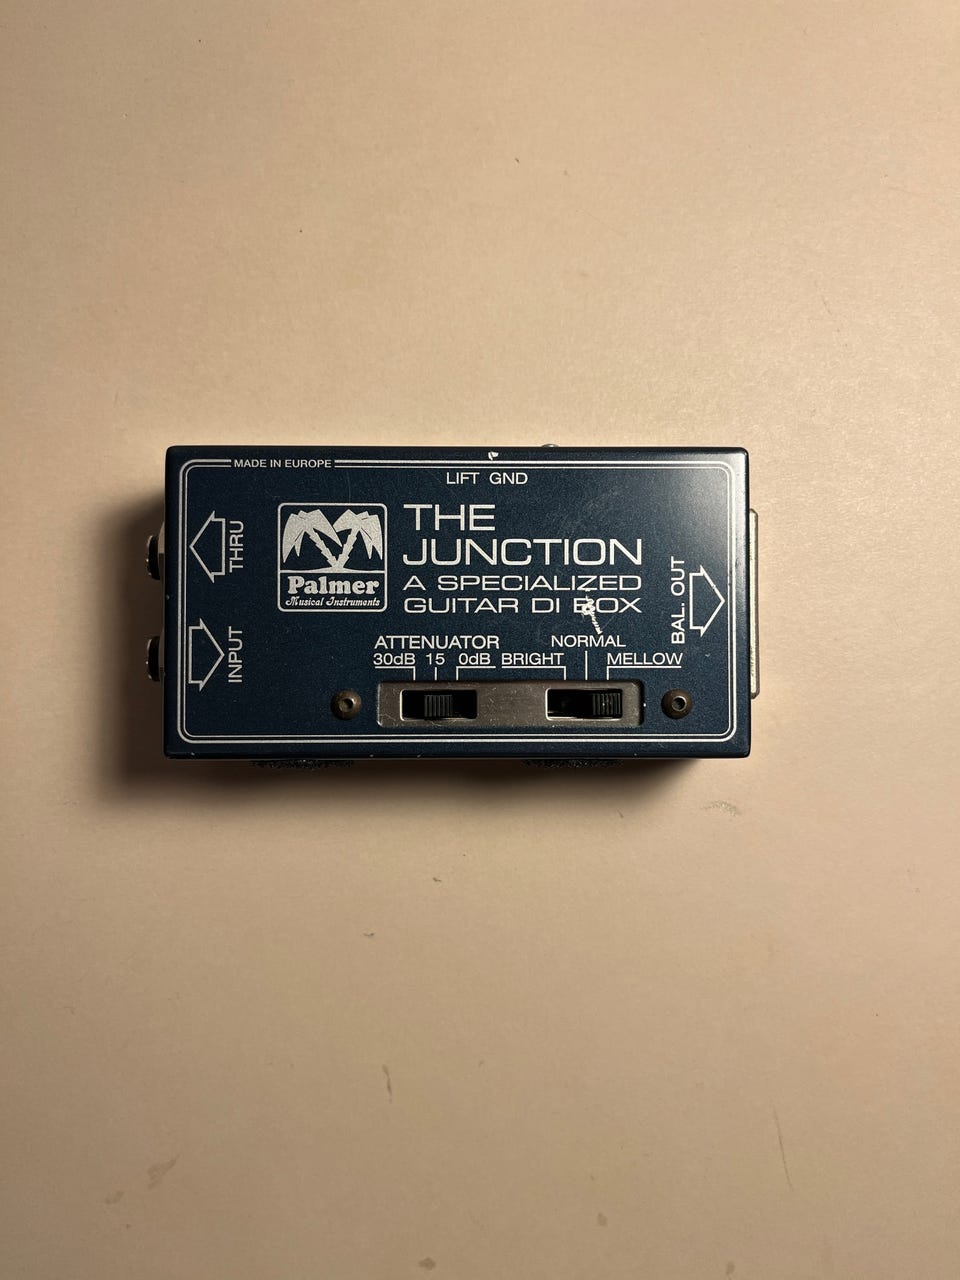 MADE IN EUROPE
LIFT GND
THRU
INPUT
Palmer
Musical Instruments
THE
JUNCTION
A SPECIALIZED
GUITAR DI BOX
BAL. OUT
ATTENUATOR
30dB 15 0dB
NORMAL
BRIGHT MELLOW